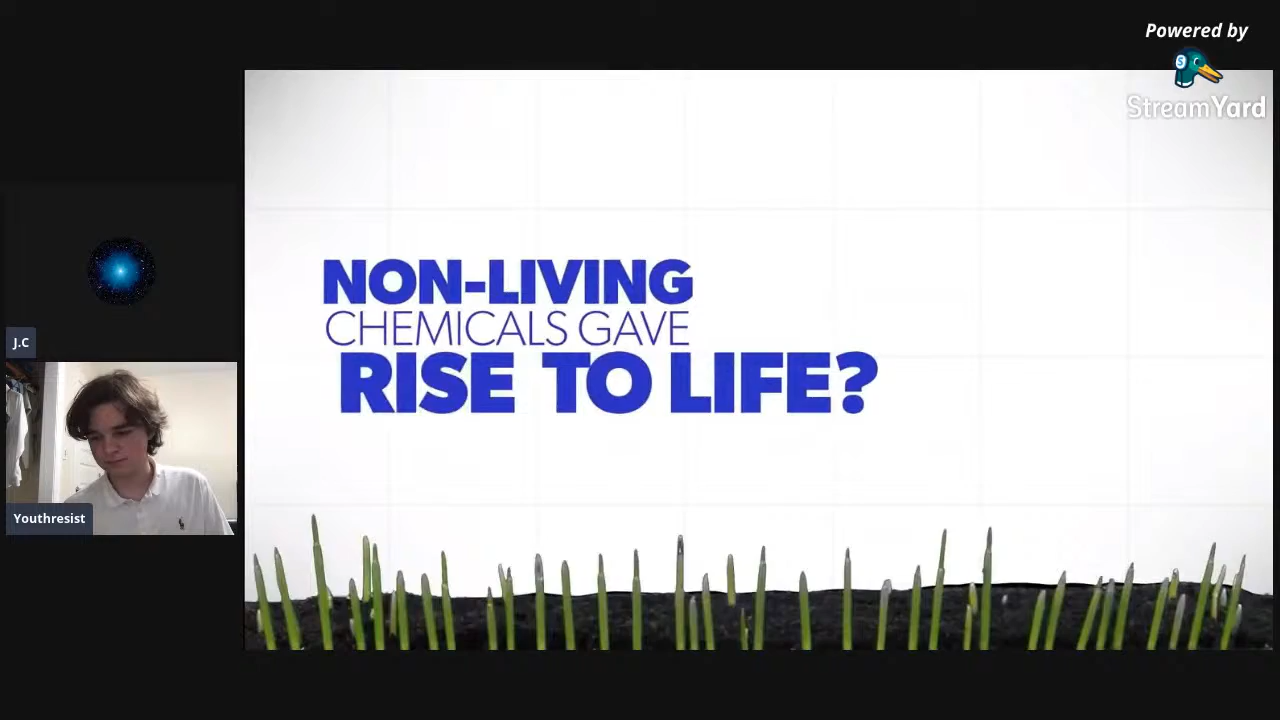 Powered by
StreamYard
NON-LIVING
CHEMICALS GAVE
RISE TO LIFE?
J.C
Youthresist